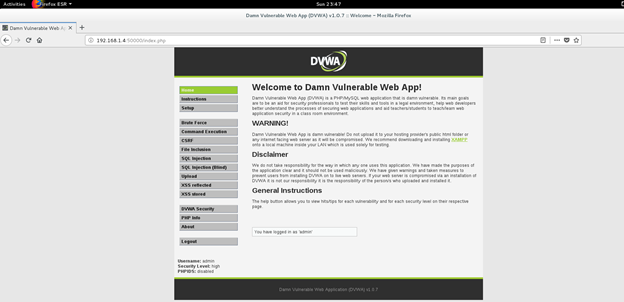 Activities Firefox ESR Sun 23:47
Damn Vulnerable Web App (DVWA) v1.0.7 :: Welcome - Mozilla Firefox
Damn Vulnerable Web Ap
192.168.1.4:50000/index.php
DVWA
Home
Instructions
Setup
Brute Force
Command Execution
CSRF
File Inclusion
SQL Injection
SQL Injection (Blind)
Upload
XSS reflected
XSS stored
DVWA Security
PHP Info
About
Logout
Welcome to Damn Vulnerable Web App!
Damn Vulnerable Web App (DVWA) is a PHP/MySQL web application that is damn vulnerable. Its main goals
are to be an aid for security professionals to test their skills and tools in a legal environment, help web developers
better understand the processes of securing web applications and aid teachers/students to teach/learn web
application security in a class room environment.
WARNING!
Damn Vulnerable Web App is damn vulnerable! Do not upload it to your hosting provider's public html folder or
any internet facing web server as it will be compromised. We recommend downloading and installing XAMPP
onto a local machine inside your LAN which is used solely for testing.
Disclaimer
We do not take responsibility for the way in which any one uses this application. We have made the purposes of
the application clear and it should not be used maliciously. We have given warnings and taken measures to
prevent users from installing DVWA on to live web servers. If your web server is compromised via an installation of
DVWA it is not our responsibility it is the responsibility of the person/s who uploaded and installed it.
General Instructions
The help button allows you to view hits/tips for each vulnerability and for each security level on their respective
page.
You have logged in as 'admin'
Username: admin
Security Level: high
PHPIDS: disabled
Damn Vulnerable Web Application (DVWA) v1.0.7